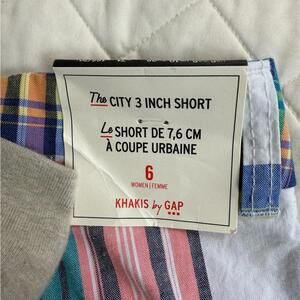 The CITY 3 INCH SHORT
Le SHORT DE 7,6 CM
À COUPE URBAINE
6
WOMEN | FEMME
KHAKIS by GAP